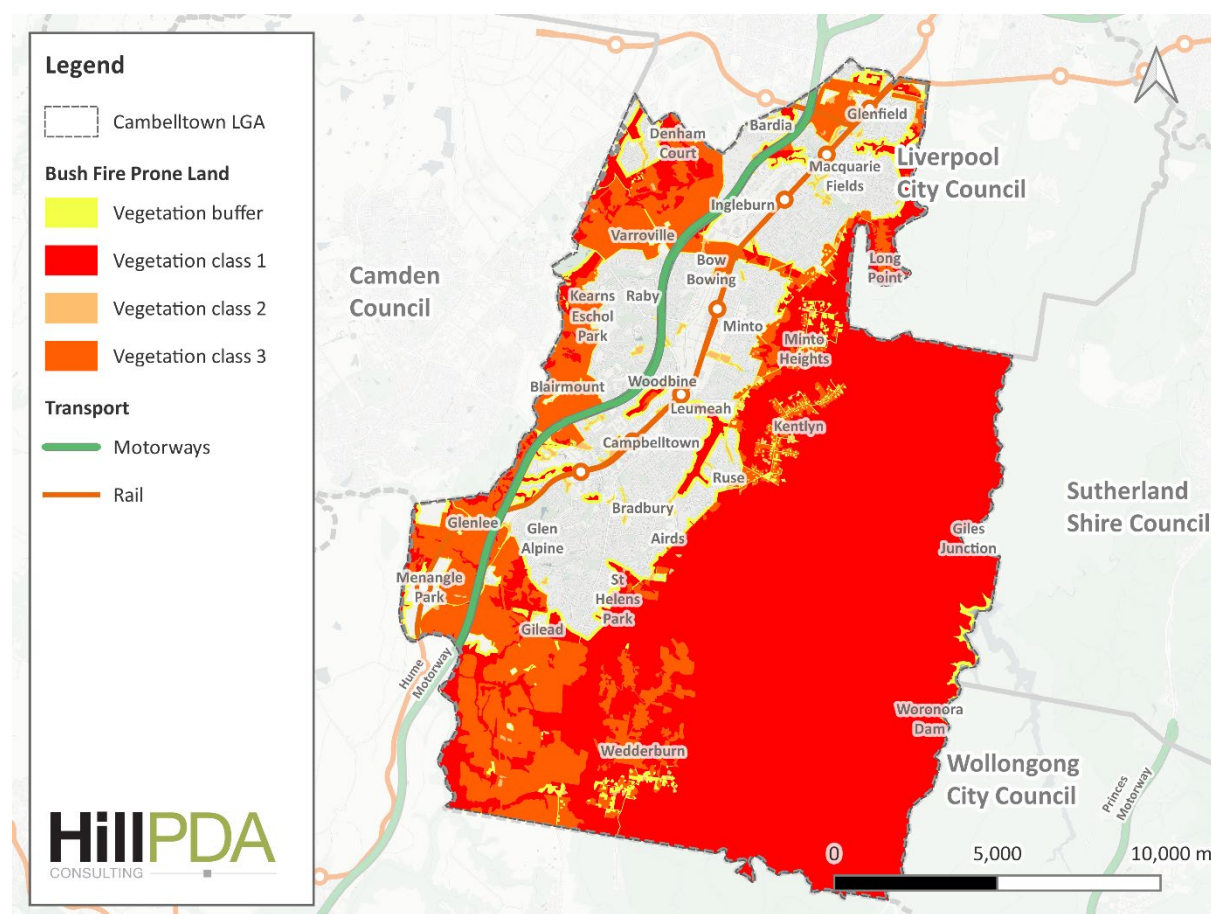 Legend
Cambelltown LGA
Bush Fire Prone Land
Vegetation buffer
Vegetation class 1
Vegetation class 2
Vegetation class 3
Transport
Motorways
Rail
HillPDA
CONSULTING
Glenfield
Bardia
Denham
Court
Liverpool
City Council
Macquarie
Fields
Ingleburn
Varroville
Bow
Bowing
Long
Point
Camden
Council
Kearns
Eschol
Park
Raby
Minto
Minto
Heights
Blairmount
Woodbine
Leumeah
Kentlyn
Campbelltown
Ruse
Sutherland
Shire Council
Bradbury
Glenlee
Glen
Alpine
Airds
Giles
Junction
Menangle
Park
St
Helens
Park
Gilead
Hume
Motorway
Woronora
Dam
Wedderburn
Wollongong
City Council
Princes
Motorway
0
5,000
10,000 m